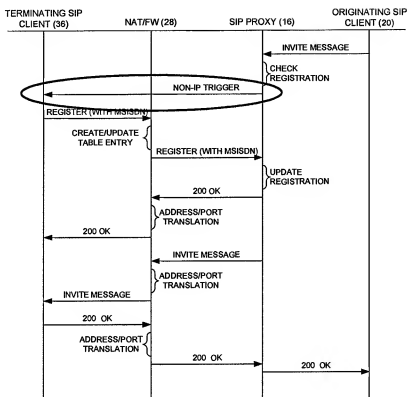 TERMINATING SIP
CLIENT (36)
NAT/FW (28)
SIP PROXY (16)
ORIGINATING SIP
CLIENT (20)
INVITE MESSAGE
CHECK
REGISTRATION
NON-IP TRIGGER
REGISTER (WITH MSISDN)
CREATE/UPDATE
TABLE ENTRY
REGISTER (WITH MSISDN)
UPDATE
REGISTRATION
200 OK
ADDRESS/PORT
TRANSLATION
200 OK
INVITE MESSAGE
ADDRESS/PORT
TRANSLATION
INVITE MESSAGE
200 OK
ADDRESS/PORT
TRANSLATION
200 OK
200 OK